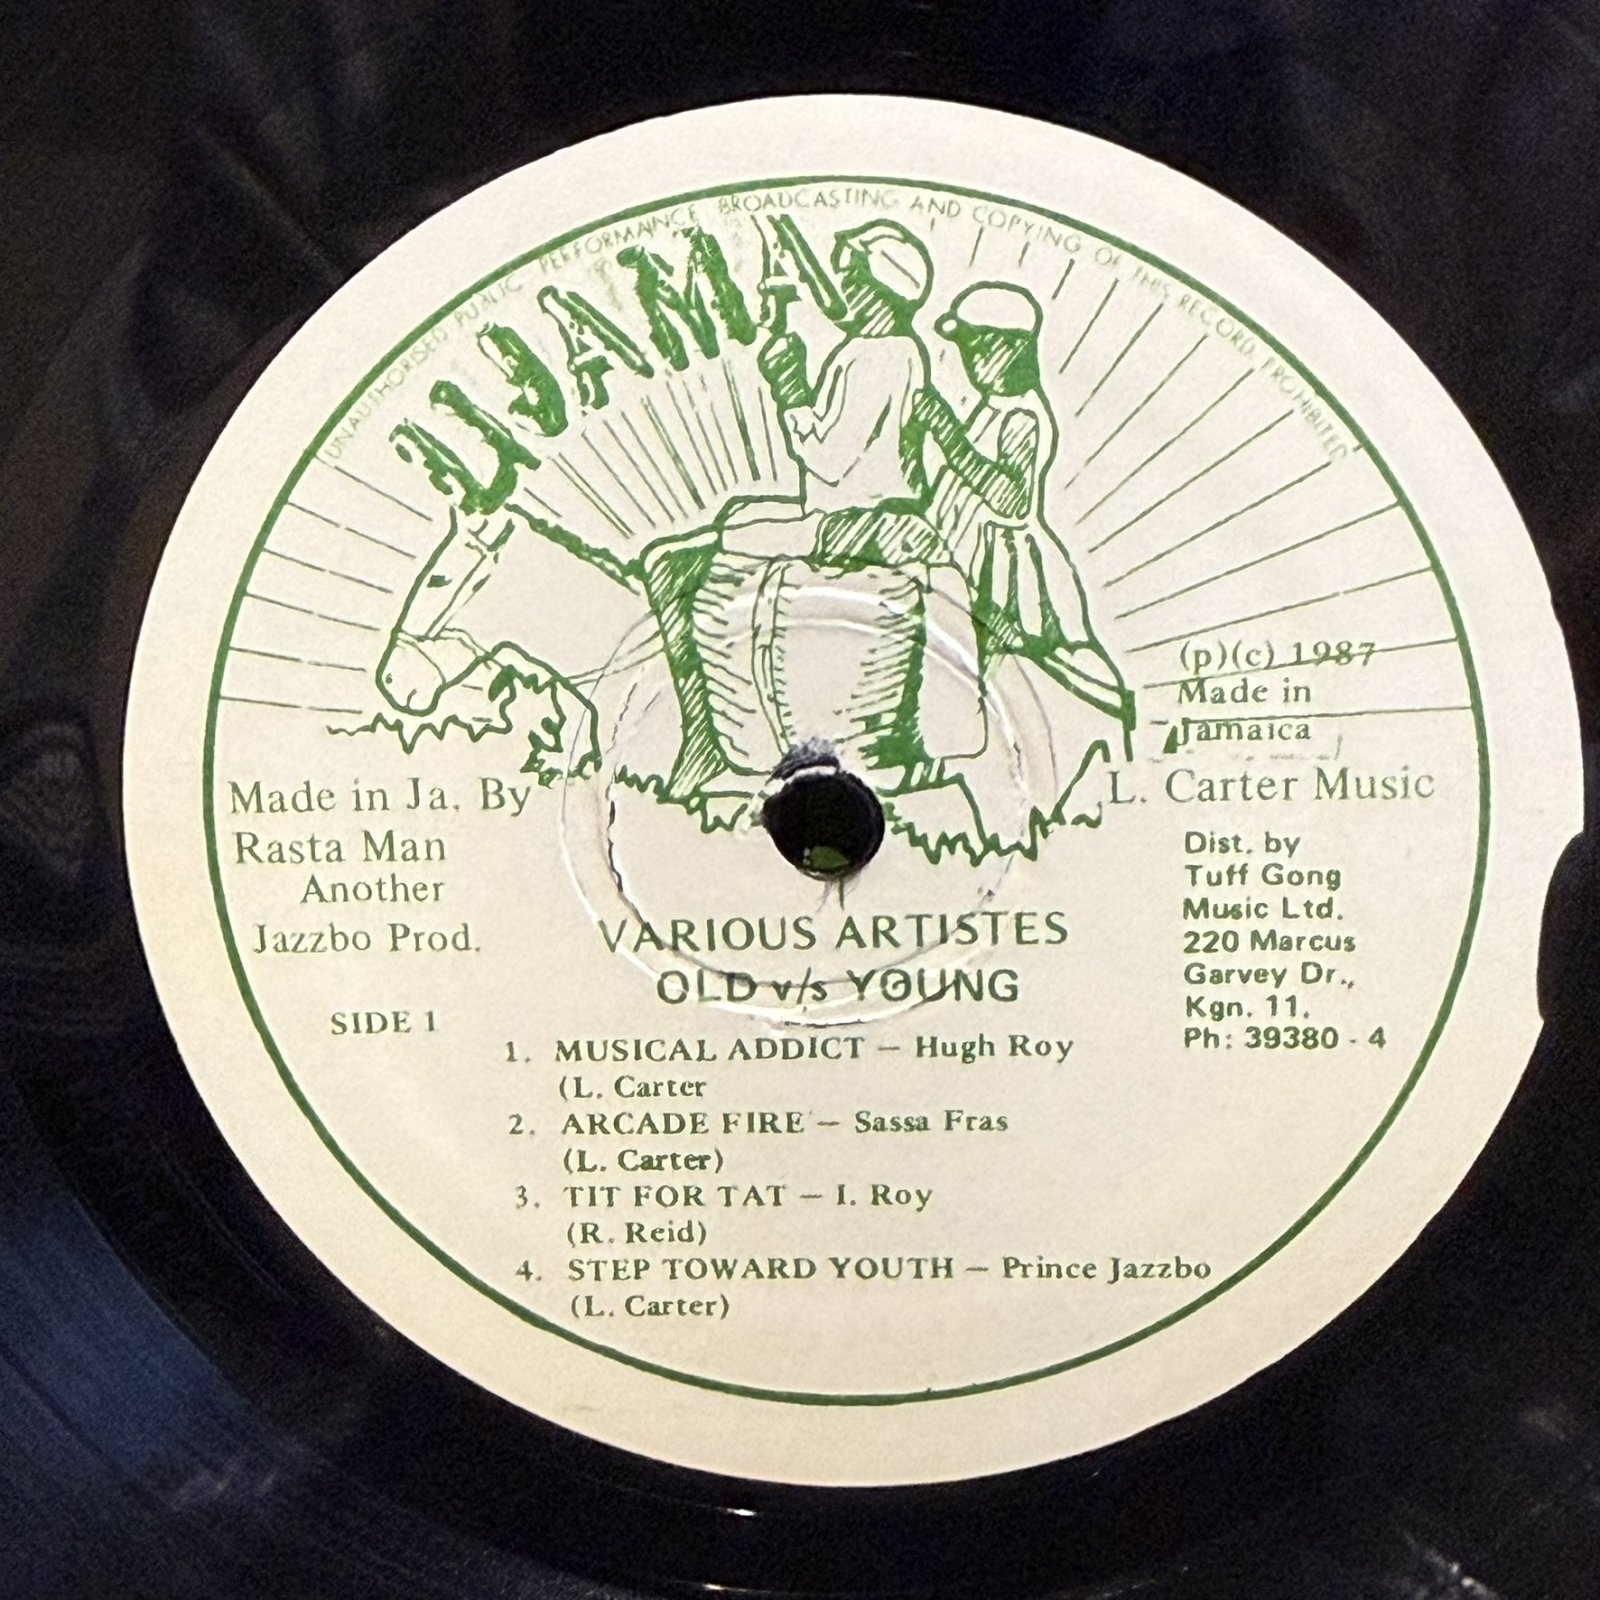 UNAUTHORISED PUBLIC PERFORMANCE BROADCASTING AND COPYING OF THIS RECORD PROHIBITED
UJAMA
(p)(c) 1987
Made in
Jamaica
L. Carter Music
Made in Ja. By
Rasta Man
Another
Jazzbo Prod.
SIDE 1
Dist. by
Tuff Gong
Music Ltd.
220 Marcus
Garvey Dr.,
Kgn. 11.
Ph: 39380 - 4
VARIOUS ARTISTES
OLD v/s YOUNG
1. MUSICAL ADDICT — Hugh Roy
(L. Carter
2. ARCADE FIRE — Sassa Fras
(L. Carter)
3. TIT FOR TAT — I. Roy
(R. Reid)
4. STEP TOWARD YOUTH — Prince Jazzbo
(L. Carter)